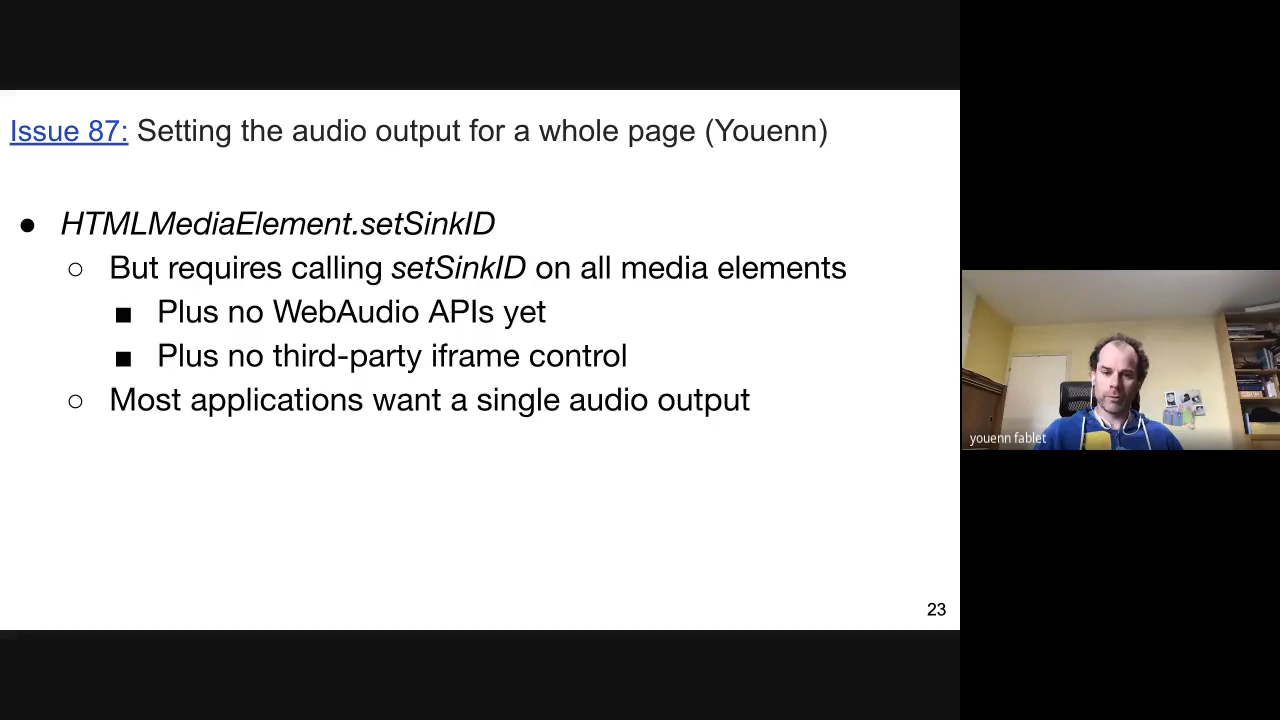 Issue 87: Setting the audio output for a whole page (Youenn)
● HTMLMediaElement.setSinkID
○ But requires calling setSinkID on all media elements
■ Plus no WebAudio APIs yet
■ Plus no third-party iframe control
○ Most applications want a single audio output
23
youenn fablet